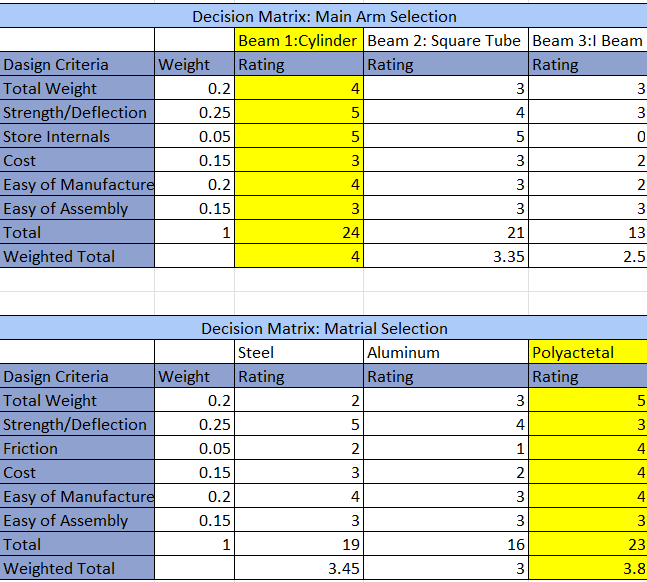 Decision Matrix: Main Arm Selection
Beam 1:Cylinder Beam 2: Square Tube Beam 3:I Beam
Dasign Criteria Weight Rating Rating Rating
Total Weight 0.2 4 3 3
Strength/Deflection 0.25 5 4 3
Store Internals 0.05 5 5 0
Cost 0.15 3 3 2
Easy of Manufacture 0.2 4 3 2
Easy of Assembly 0.15 3 3 3
Total 1 24 21 13
Weighted Total 4 3.35 2.5
Decision Matrix: Matrial Selection
Steel Aluminum Polyactetal
Dasign Criteria Weight Rating Rating Rating
Total Weight 0.2 2 3 5
Strength/Deflection 0.25 5 4 3
Friction 0.05 2 1 4
Cost 0.15 3 2 4
Easy of Manufacture 0.2 4 3 4
Easy of Assembly 0.15 3 3 3
Total 1 19 16 23
Weighted Total 3.45 3 3.8